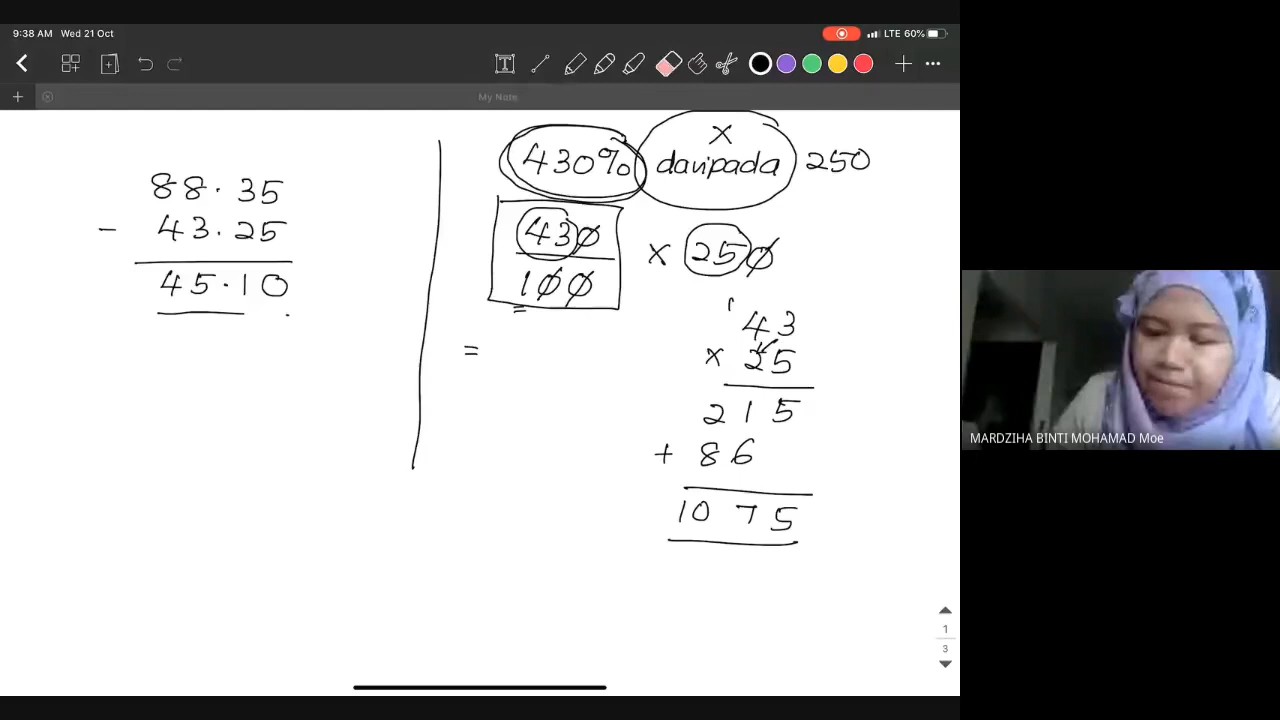 9:38 AM Wed 21 Oct
LTE 60%
My Note
88.35
- 43.25
45.10
430% x daripada 250
430/100 x 250
=
1
43
x 25
215
+ 86
1075
1
3
MARDZIHA BINTI MOHAMAD Moe